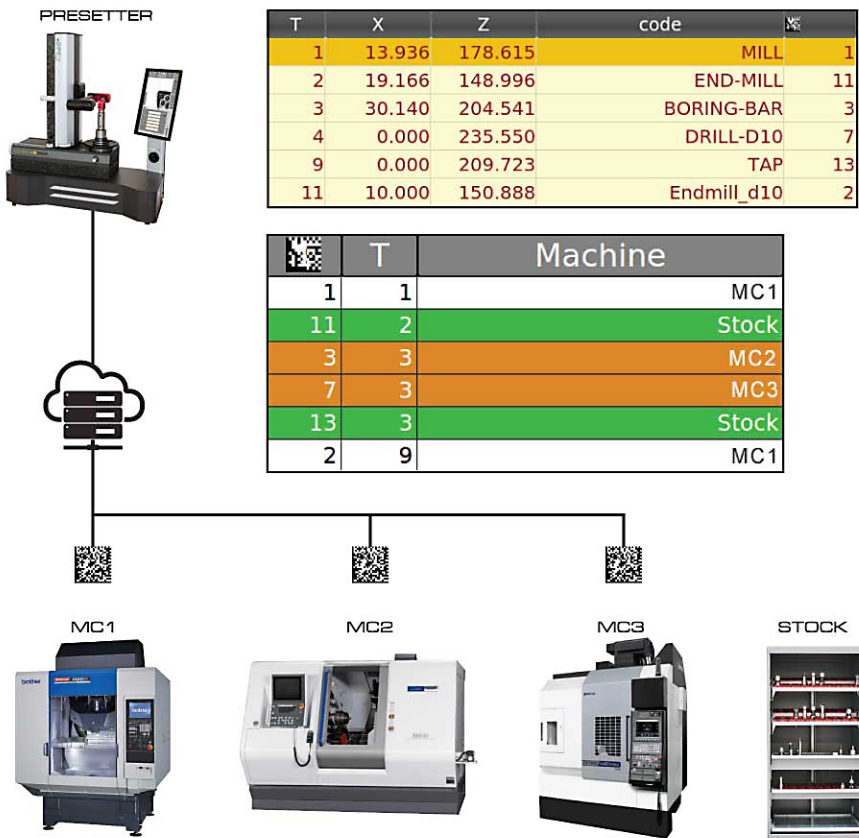 PRESETTER
T X Z code
1 13.936 178.615 MILL 1
2 19.166 148.996 END-MILL 11
3 30.140 204.541 BORING-BAR 3
4 0.000 235.550 DRILL-D10 7
9 0.000 209.723 TAP 13
11 10.000 150.888 Endmill_d10 2
T Machine
1 1 MC1
11 2 Stock
3 3 MC2
7 3 MC3
13 3 Stock
2 9 MC1
MC1 MC2 MC3 STOCK
brother